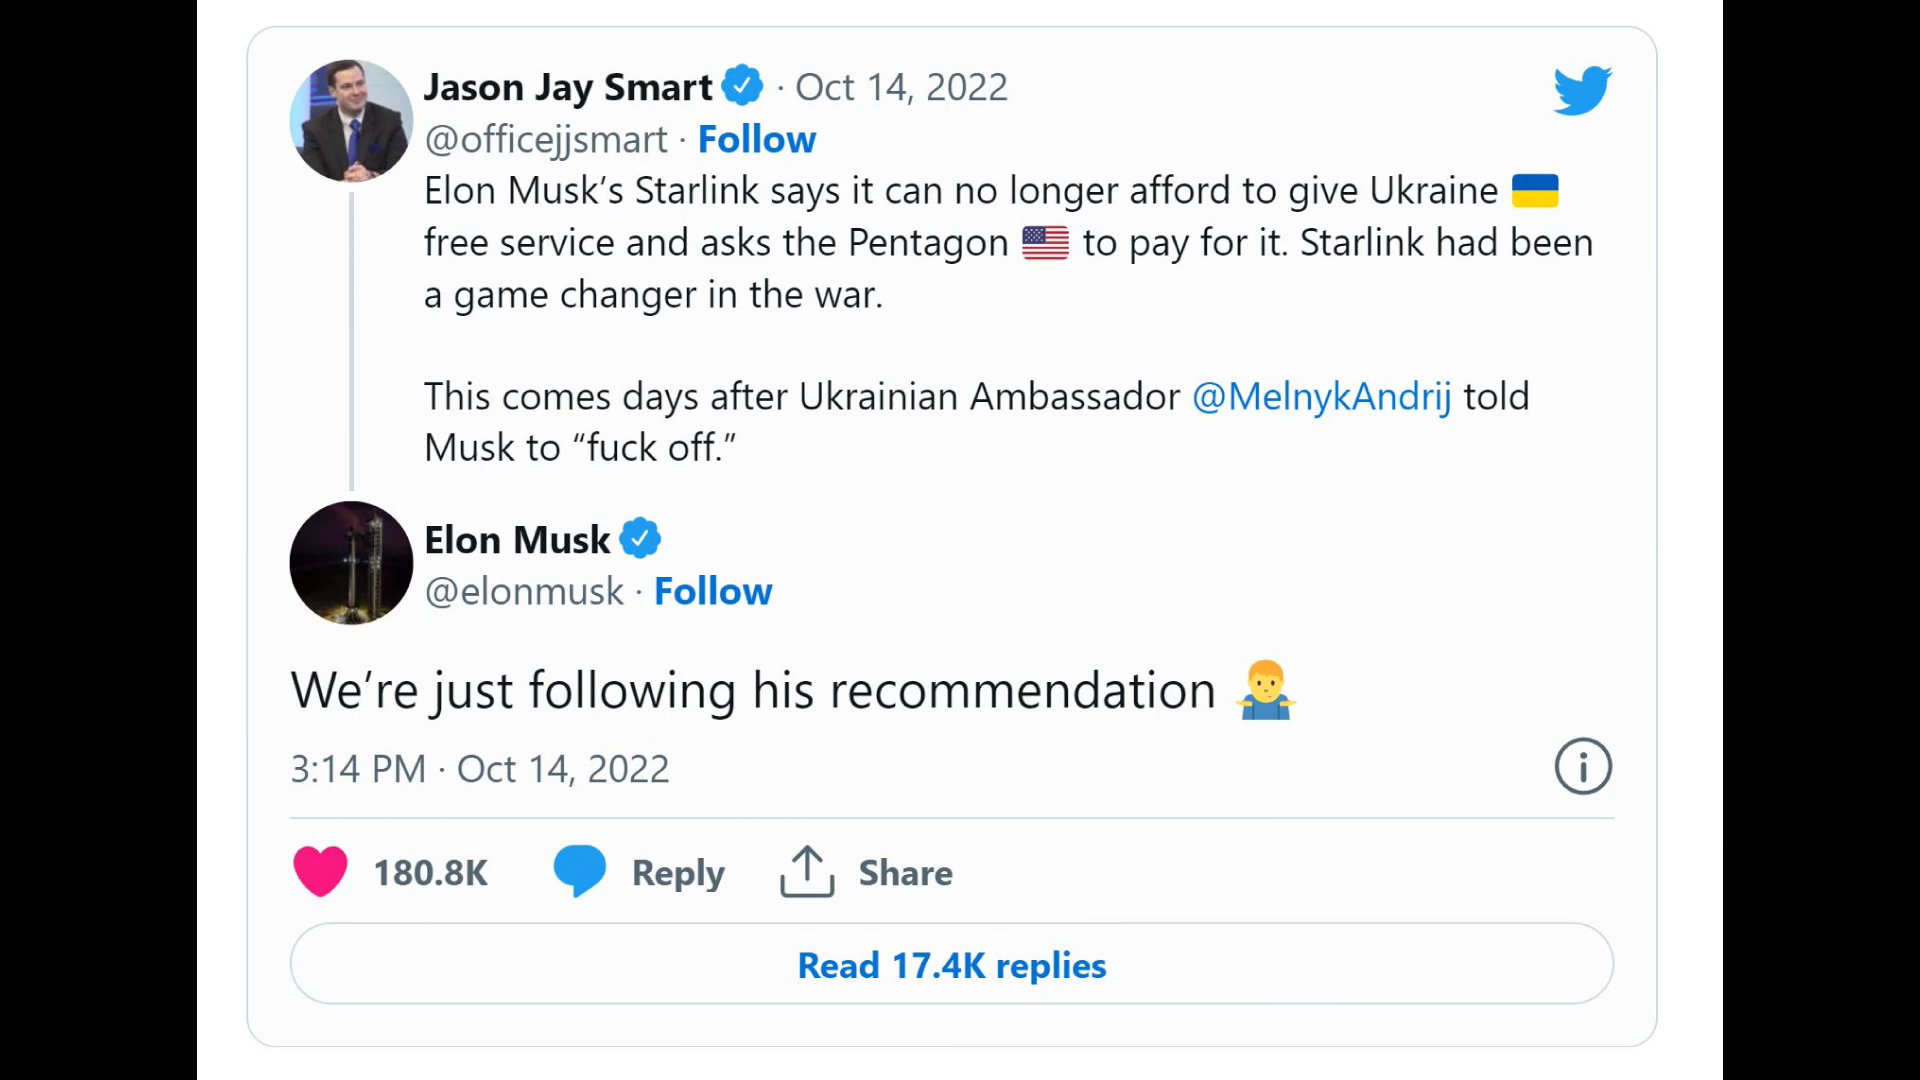 Jason Jay Smart · Oct 14, 2022
@officejjsmart · Follow
Elon Musk’s Starlink says it can no longer afford to give Ukraine 🇺🇦
free service and asks the Pentagon 🇺🇸 to pay for it. Starlink had been
a game changer in the war.
This comes days after Ukrainian Ambassador @MelnykAndrij told
Musk to “fuck off.”
Elon Musk
@elonmusk · Follow
We’re just following his recommendation 🤷‍♂️
3:14 PM · Oct 14, 2022
180.8K Reply Share
Read 17.4K replies